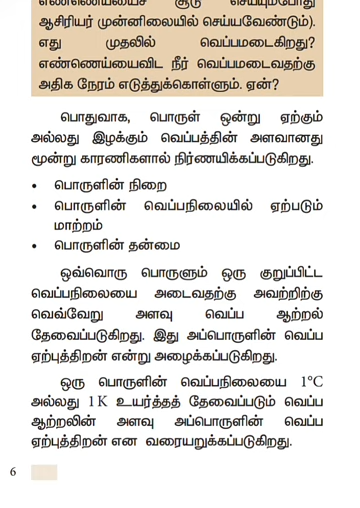 எண்ணெயைச் சூடு செய்யும்போது
ஆசிரியர் முன்னிலையில் செய்யவேண்டும்).
எது முதலில் வெப்பமடைகிறது?
எண்ணெய்யைவிட நீர் வெப்பமடைவதற்கு
அதிக நேரம் எடுத்துக்கொள்ளும். ஏன்?
பொதுவாக, பொருள் ஒன்று ஏற்கும்
அல்லது இழக்கும் வெப்பத்தின் அளவானது
மூன்று காரணிகளால் நிர்ணயிக்கப்படுகிறது.
• பொருளின் நிறை
• பொருளின் வெப்பநிலையில் ஏற்படும்
மாற்றம்
• பொருளின் தன்மை
ஒவ்வொரு பொருளும் ஒரு குறுப்பிட்ட
வெப்பநிலையை அடைவதற்கு அவற்றிற்கு
வெவ்வேறு அளவு வெப்ப ஆற்றல்
தேவைப்படுகிறது. இது அப்பொருளின் வெப்ப
ஏற்புத்திறன் என்று அழைக்கப்படுகிறது.
ஒரு பொருளின் வெப்பநிலையை 1°C
அல்லது 1 K உயர்த்தத் தேவைப்படும் வெப்ப
ஆற்றலின் அளவு அப்பொருளின் வெப்ப
ஏற்புத்திறன் என வரையறுக்கப்படுகிறது.
6